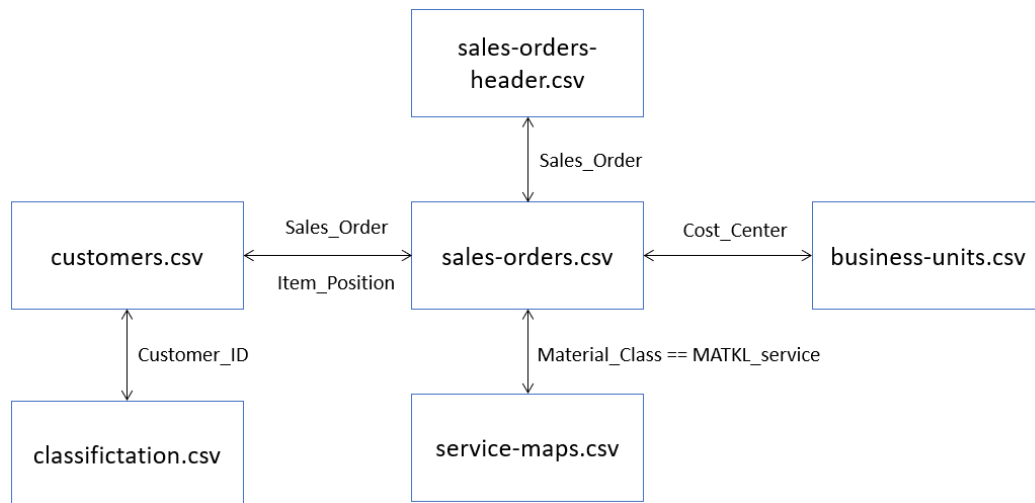 sales-orders-
header.csv
Sales_Order
Sales_Order
Cost_Center
customers.csv
sales-orders.csv
business-units.csv
Item_Position
Customer_ID
Material_Class == MATKL_service
classifictation.csv
service-maps.csv